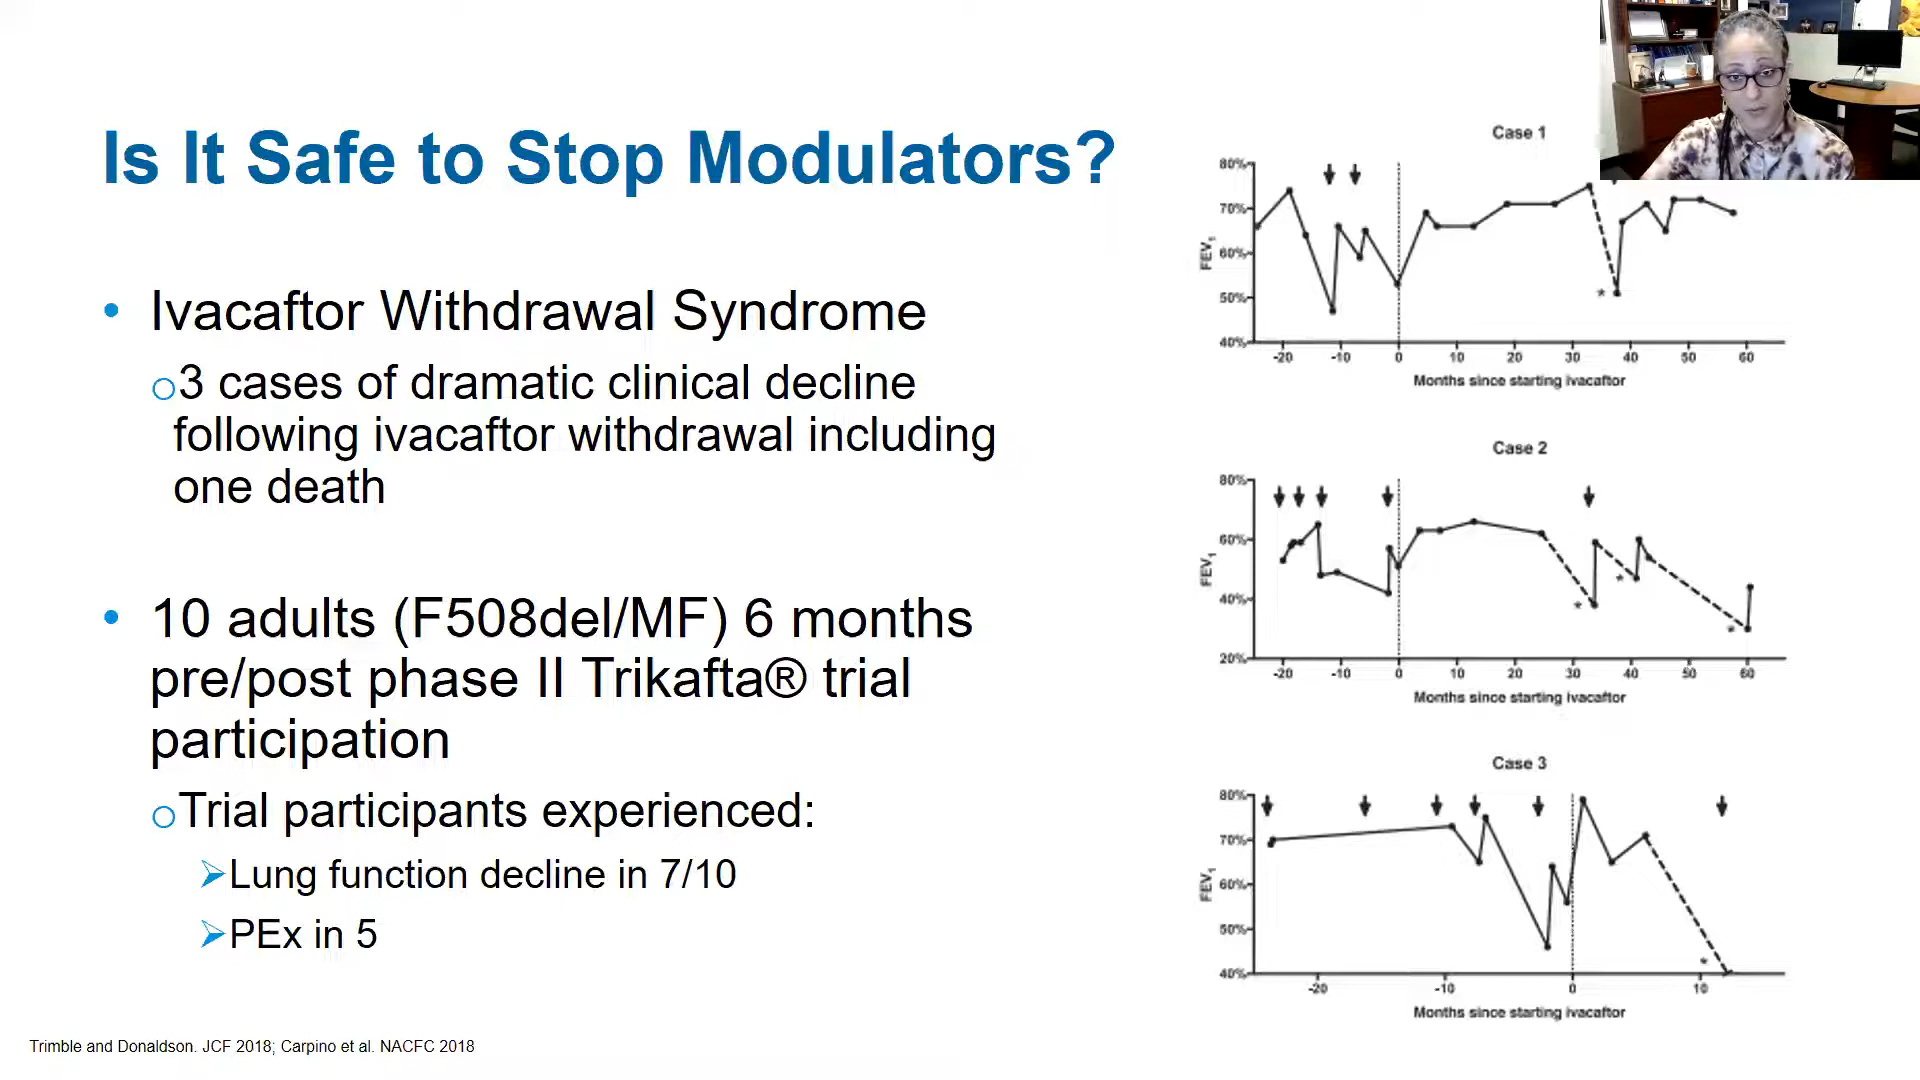 Is It Safe to Stop Modulators?
• Ivacaftor Withdrawal Syndrome
o3 cases of dramatic clinical decline
following ivacaftor withdrawal including
one death
• 10 adults (F508del/MF) 6 months
pre/post phase II Trikafta® trial
participation
oTrial participants experienced:
➢Lung function decline in 7/10
➢PEx in 5
Trimble and Donaldson. JCF 2018; Carpino et al. NACFC 2018
Case 1
80%
70%
60%
50%
40%
FEV1
*
-20 -10 0 10 20 30 40 50 60
Months since starting ivacaftor
Case 2
80%
60%
40%
20%
FEV1
* * *
-20 -10 0 10 20 30 40 50 60
Months since starting ivacaftor
Case 3
80%
70%
60%
50%
40%
FEV1
*
-20 -10 0 10
Months since starting ivacaftor